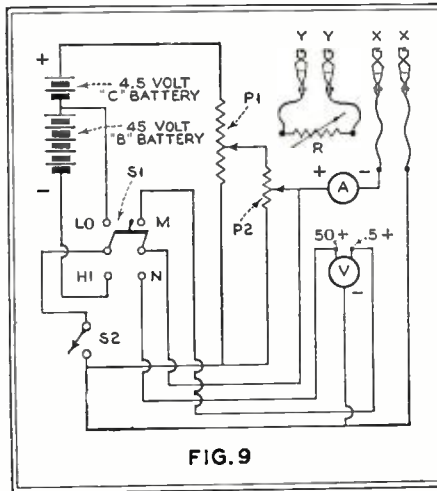 Y Y X X
+
4.5 VOLT
"C" BATTERY
P1
45 VOLT
"B" BATTERY
R
-
S1
+ -
A
LO M
P2
50+ .5+
V
HI N
-
S2
FIG. 9